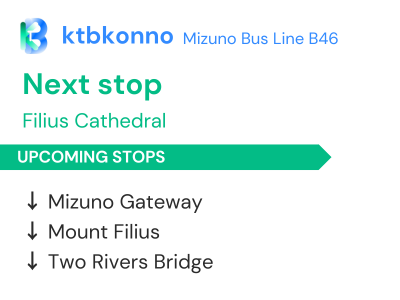 ktbkonno Mizuno Bus Line B46
Next stop
Filius Cathedral
UPCOMING STOPS
↓ Mizuno Gateway
↓ Mount Filius
↓ Two Rivers Bridge